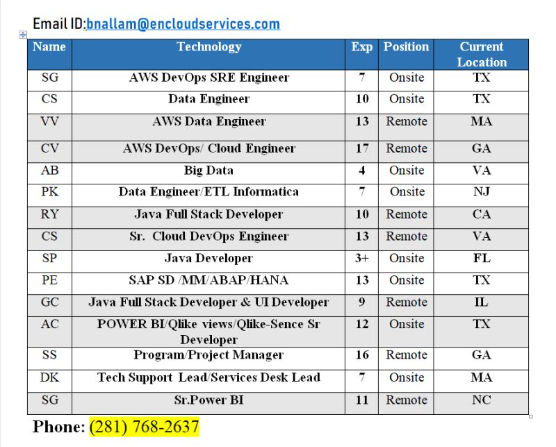 Email ID:bnallam@encloudservices.com
Name Technology Exp Position Current Location
SG AWS DevOps SRE Engineer 7 Onsite TX
CS Data Engineer 10 Onsite TX
VV AWS Data Engineer 13 Remote MA
CV AWS DevOps/ Cloud Engineer 17 Remote GA
AB Big Data 4 Onsite VA
PK Data Engineer/ETL Informatica 7 Onsite NJ
RY Java Full Stack Developer 10 Remote CA
CS Sr. Cloud DevOps Engineer 13 Remote VA
SP Java Developer 3+ Onsite FL
PE SAP SD /MM/ABAP/HANA 13 Onsite TX
GC Java Full Stack Developer & UI Developer 9 Remote IL
AC POWER BI/Qlike views/Qlike-Sence Sr Developer 12 Onsite TX
SS Program/Project Manager 16 Remote GA
DK Tech Support Lead/Services Desk Lead 7 Onsite MA
SG Sr.Power BI 11 Remote NC
Phone: (281) 768-2637